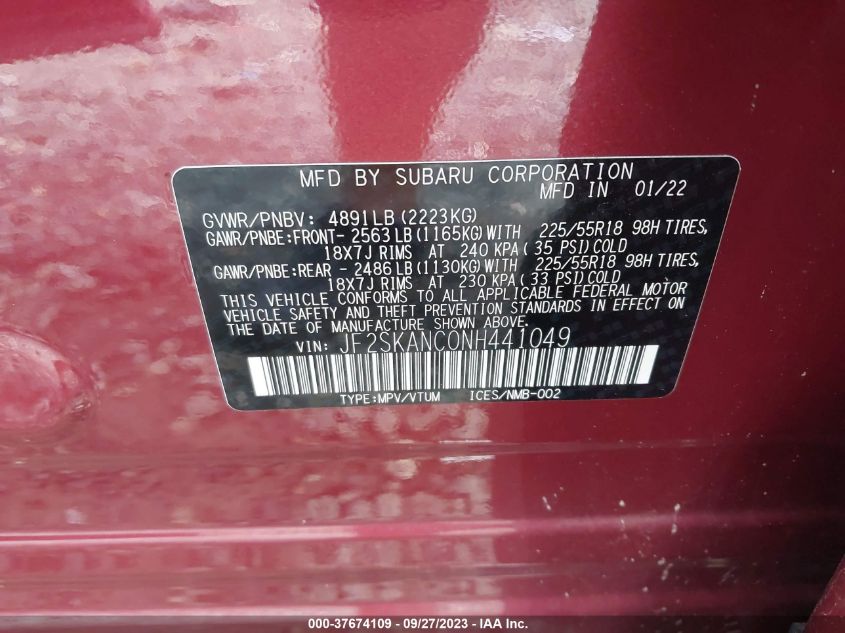 MFD BY SUBARU CORPORATION
MFD IN 01/22
GVWR/PNBV: 4891LB(2223KG)
GAWR/PNBE:FRONT- 2563LB(1165KG)WITH 225/55R18 98H TIRES,
18X7J RIMS AT 240 KPA(35 PSI)COLD
GAWR/PNBE:REAR - 2486LB(1130KG)WITH 225/55R18 98H TIRES,
18X7J RIMS AT 230 KPA(33 PSI)COLD
THIS VEHICLE CONFORMS TO ALL APPLICABLE FEDERAL MOTOR
VEHICLE SAFETY AND THEFT PREVENTION STANDARDS IN EFFECT ON
THE DATE OF MANUFACTURE SHOWN ABOVE.
VIN: JF2SKANC0NH441049
TYPE:MPV/VTUM ICES/NMB-002
000-37674109 - 09/27/2023 - IAA Inc.